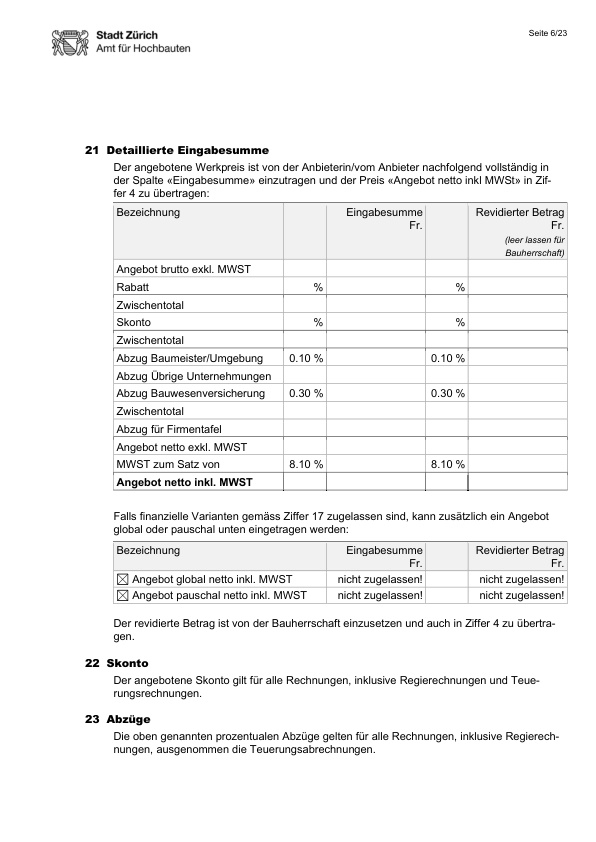 Stadt Zürich
Amt für Hochbauten
Seite 6/23
21 Detaillierte Eingabesumme
Der angebotene Werkpreis ist von der Anbieterin/vom Anbieter nachfolgend vollständig in
der Spalte «Eingabesumme» einzutragen und der Preis «Angebot netto inkl MWSt» in Zif-
fer 4 zu übertragen:
Bezeichnung Eingabesumme Revidierter Betrag
Fr. Fr.
(leer lassen für
Bauherrschaft)
Angebot brutto exkl. MWST
Rabatt % %
Zwischentotal
Skonto % %
Zwischentotal
Abzug Baumeister/Umgebung 0.10 % 0.10 %
Abzug Übrige Unternehmungen
Abzug Bauwesenversicherung 0.30 % 0.30 %
Zwischentotal
Abzug für Firmentafel
Angebot netto exkl. MWST
MWST zum Satz von 8.10 % 8.10 %
Angebot netto inkl. MWST
Falls finanzielle Varianten gemäss Ziffer 17 zugelassen sind, kann zusätzlich ein Angebot
global oder pauschal unten eingetragen werden:
Bezeichnung Eingabesumme Revidierter Betrag
Fr. Fr.
☒ Angebot global netto inkl. MWST nicht zugelassen! nicht zugelassen!
☒ Angebot pauschal netto inkl. MWST nicht zugelassen! nicht zugelassen!
Der revidierte Betrag ist von der Bauherrschaft einzusetzen und auch in Ziffer 4 zu übertra-
gen.
22 Skonto
Der angebotene Skonto gilt für alle Rechnungen, inklusive Regierechnungen und Teue-
rungsrechnungen.
23 Abzüge
Die oben genannten prozentualen Abzüge gelten für alle Rechnungen, inklusive Regierech-
nungen, ausgenommen die Teuerungsabrechnungen.